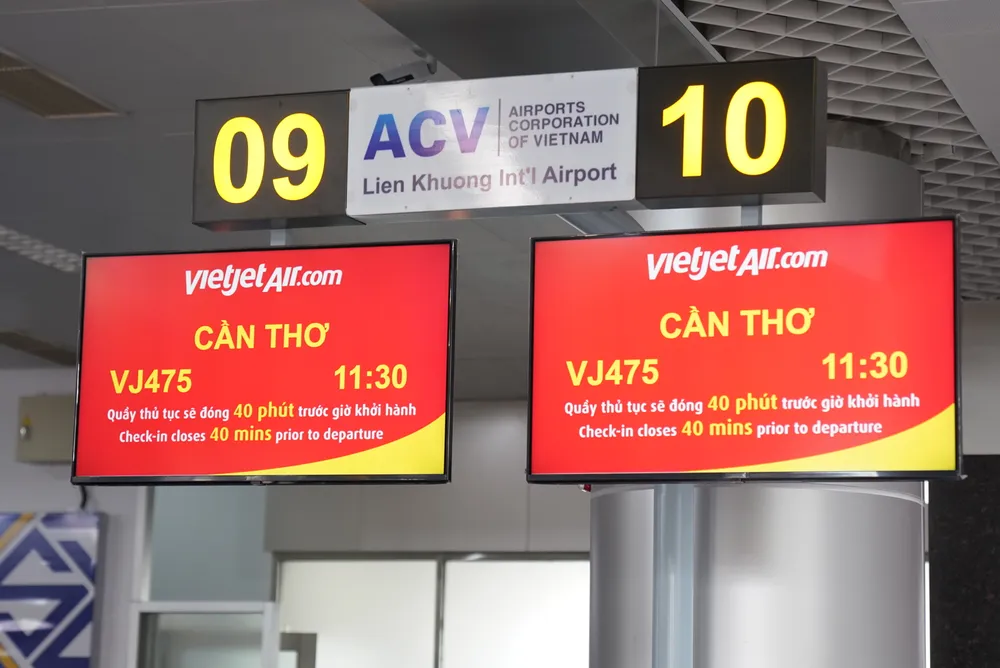 09
ACV
AIRPORTS
CORPORATION
OF VIETNAM
Lien Khuong Int'l Airport
10
vietjetAir.com
CẦN THƠ
VJ475 11:30
Quầy thủ tục sẽ đóng 40 phút trước giờ khởi hành
Check-in closes 40 mins prior to departure
vietjetAir.com
CẦN THƠ
VJ475 11:30
Quầy thủ tục sẽ đóng 40 phút trước giờ khởi hành
Check-in closes 40 mins prior to departure